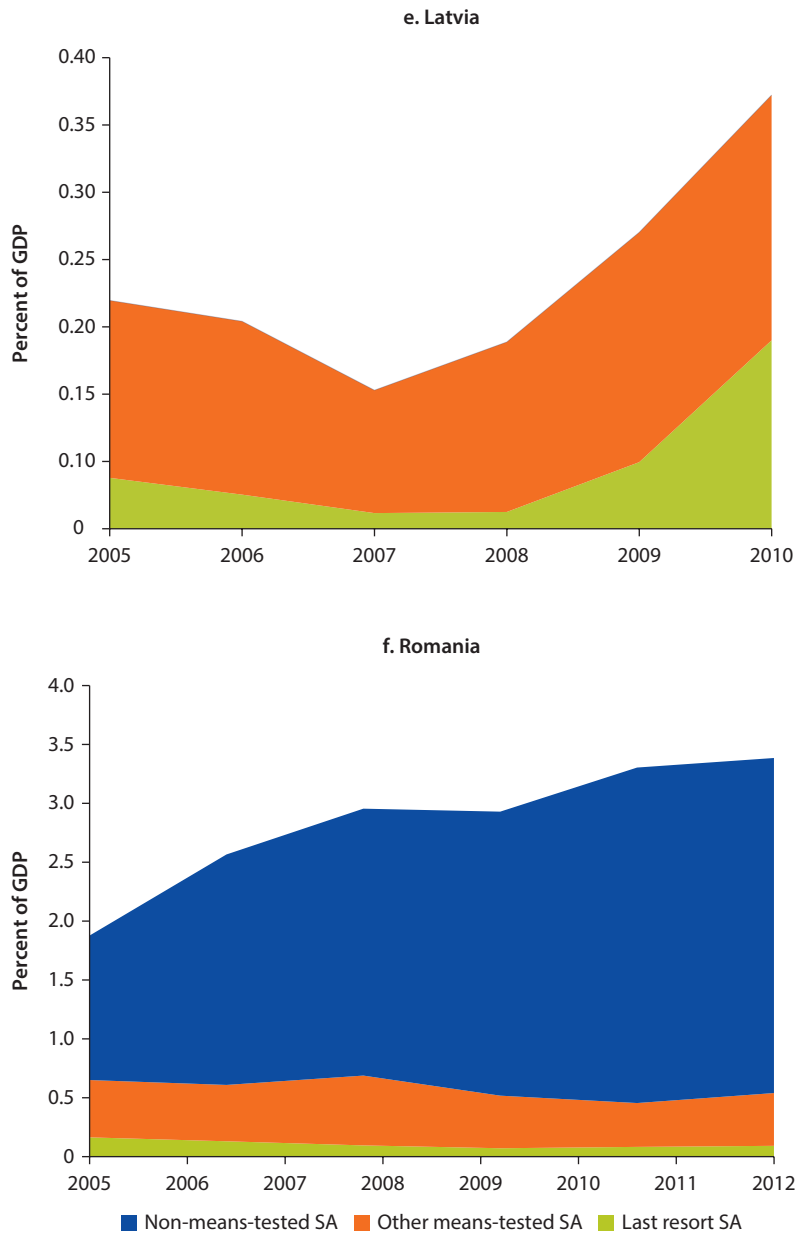 e. Latvia
0.40
0.35
0.30
0.25
0.20
0.15
0.10
0
Percent of GDP
2005 2006 2007 2008 2009 2010
f. Romania
4.0
3.5
3.0
2.5
2.0
1.5
1.0
0.5
0
Percent of GDP
2005 2006 2007 2008 2009 2010 2011 2012
Non-means-tested SA Other means-tested SA Last resort SA